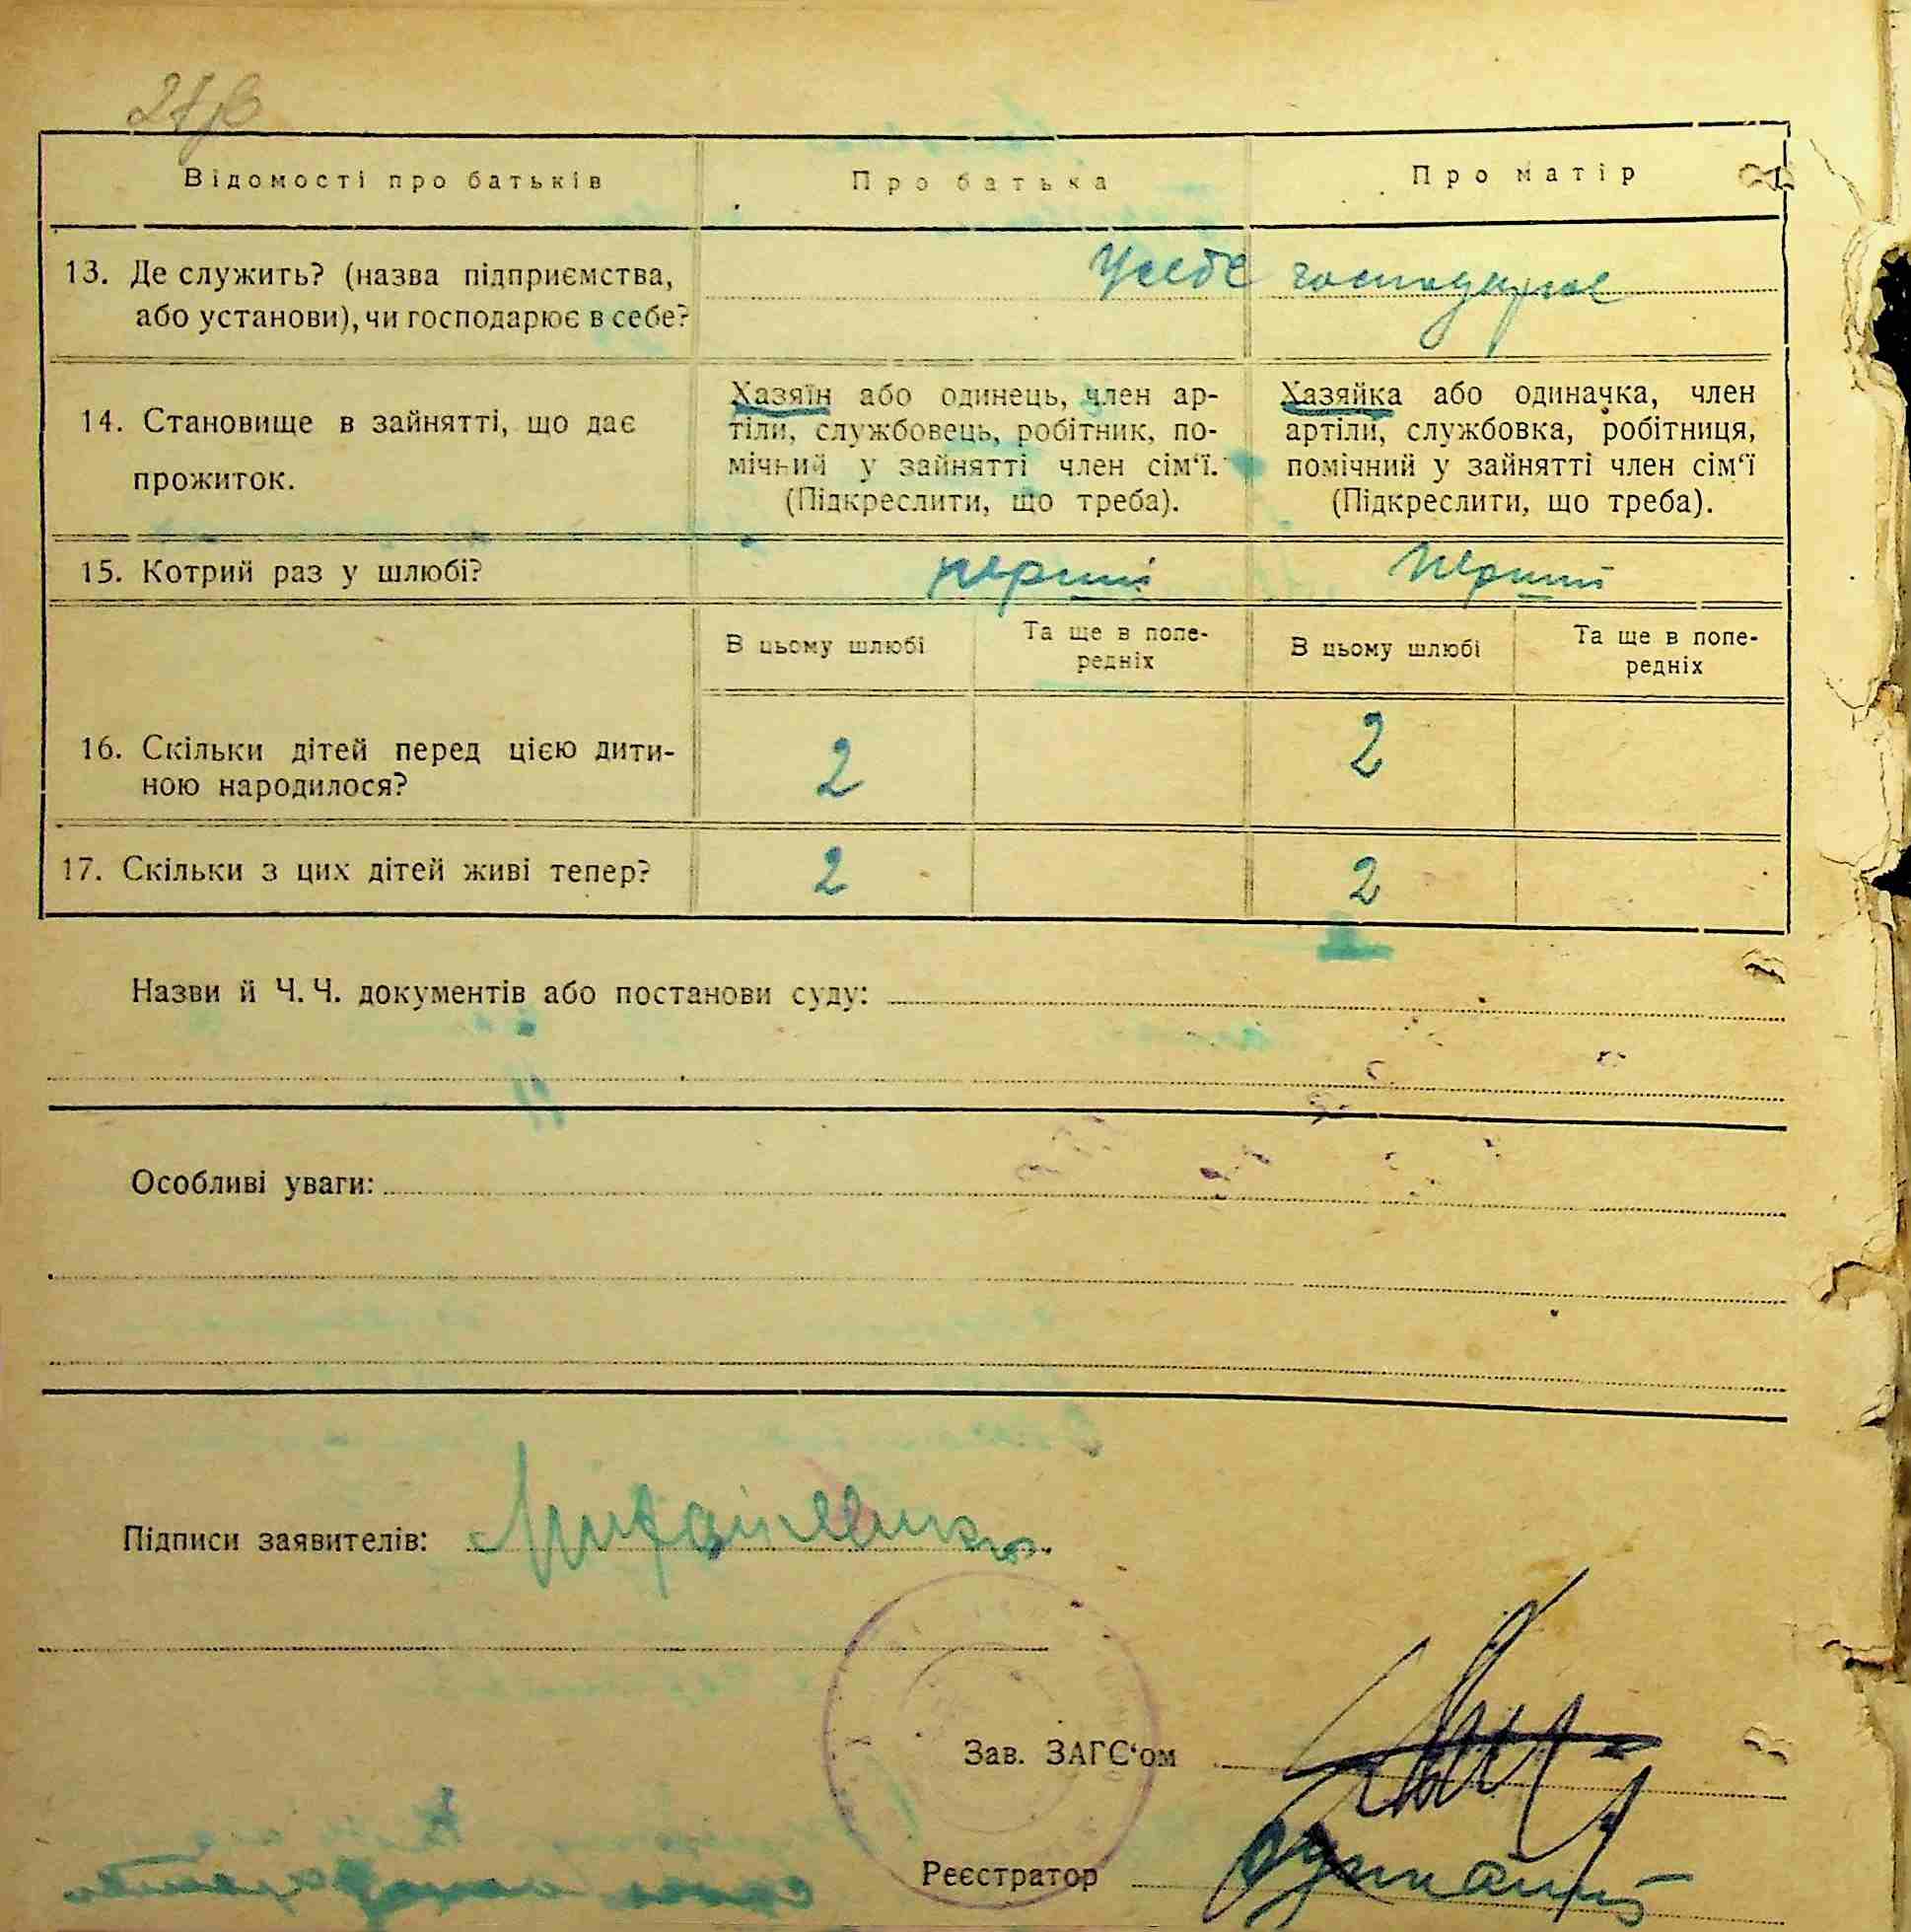 Відомості про батьків
Про батька
Про матір
13. Де служить? (назва підприємства,
або установи), чи господарює в себе?
Усебе господарює
14. Становище в зайнятті, що дає
прожиток.
Хазяїн або одинець, член ар-
тіли, службовець, робітник, по-
мічний у зайнятті член сім‘ї.
(Підкреслити, що треба).
Хазяйка або одиначка, член
артіли, службовка, робітниця,
помічний у зайнятті член сім‘ї
(Підкреслити, що треба).
15. Котрий раз у шлюбі?
перший
перший
В цьому шлюбі
Та ще в попе-
редніх
В цьому шлюбі
Та ще в попе-
редніх
16. Скільки дітей перед цією дити-
ною народилося?
2
2
17. Скільки з цих дітей живі тепер?
2
2
Назви й Ч. Ч. документів або постанови суду:
Особливі уваги:
Підписи заявителів:
Зав. ЗАГС‘ом
Реєстратор